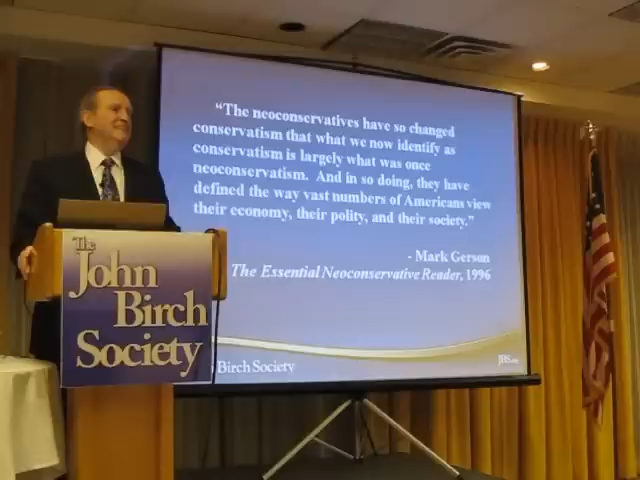 “The neoconservatives have so changed
conservatism that what we now identify as
conservatism is largely what was once
neoconservatism. And in so doing, they have
defined the way vast numbers of Americans view
their economy, their polity, and their society.”
- Mark Gerson
The Essential Neoconservative Reader, 1996
The
John
Birch
Society
Birch Society
JBS.org